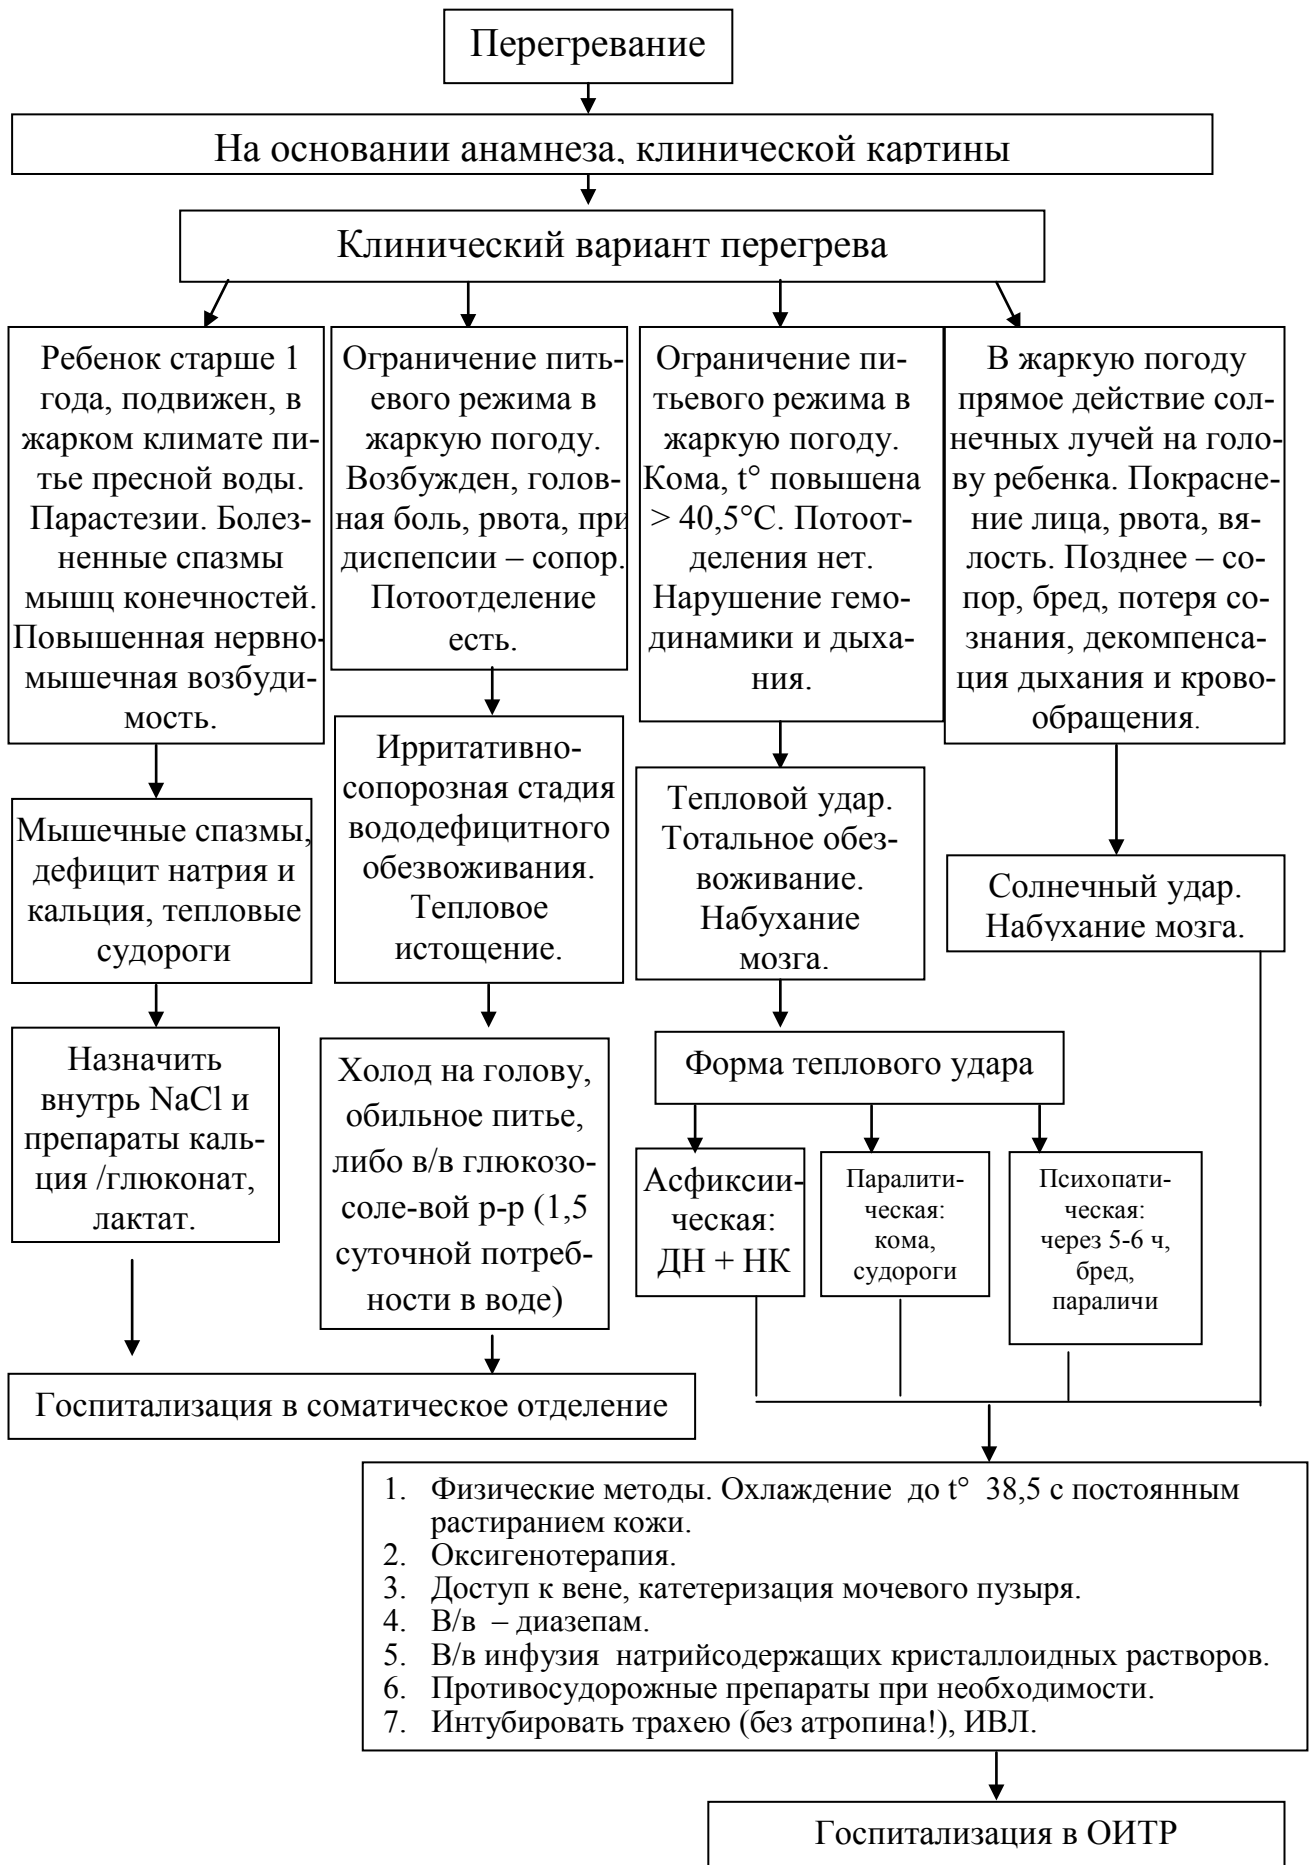 Перегревание
На основании анамнеза, клинической картины
Клинический вариант перегрева
Ребенок старше 1
года, подвижен, в
жарком климате пи-
тье пресной воды.
Парастезии. Болез-
ненные спазмы
мышц конечностей.
Повышенная нервно-
мышечная возбуди-
мость.
Ограничение пить-
евого режима в
жаркую погоду.
Возбужден, голов-
ная боль, рвота, при
диспепсии – сопор.
Потоотделение
есть.
Ограничение пи-
тьевого режима в
жаркую погоду.
Кома, t° повышена
> 40,5°C. Потоот-
деления нет.
Нарушение гемо-
динамики и дыха-
ния.
В жаркую погоду
прямое действие сол-
нечных лучей на голо-
ву ребенка. Покрасне-
ние лица, рвота, вя-
лость. Позднее – со-
пор, бред, потеря со-
знания, декомпенса-
ция дыхания и крово-
обращения.
Мышечные спазмы,
дефицит натрия и
кальция, тепловые
судороги
Ирритативно-
сопорозная стадия
вододефицитного
обезвоживания.
Тепловое
истощение.
Тепловой удар.
Тотальное обез-
воживание.
Набухание
мозга.
Солнечный удар.
Набухание мозга.
Назначить
внутрь NaCl и
препараты каль-
ция /глюконат,
лактат.
Холод на голову,
обильное питье,
либо в/в глюкозо-
соле-вой р-р (1,5
суточной потреб-
ности в воде)
Форма теплового удара
Асфикси-
ческая:
ДН + НК
Паралити-
ческая:
кома,
судороги
Психопати-
ческая:
через 5-6 ч,
бред,
параличи
Госпитализация в соматическое отделение
1. Физические методы. Охлаждение до t° 38,5 с постоянным
растиранием кожи.
2. Оксигенотерапия.
3. Доступ к вене, катетеризация мочевого пузыря.
4. В/в – диазепам.
5. В/в инфузия натрийсодержащих кристаллоидных растворов.
6. Противосудорожные препараты при необходимости.
7. Интубировать трахею (без атропина!), ИВЛ.
Госпитализация в ОИТР